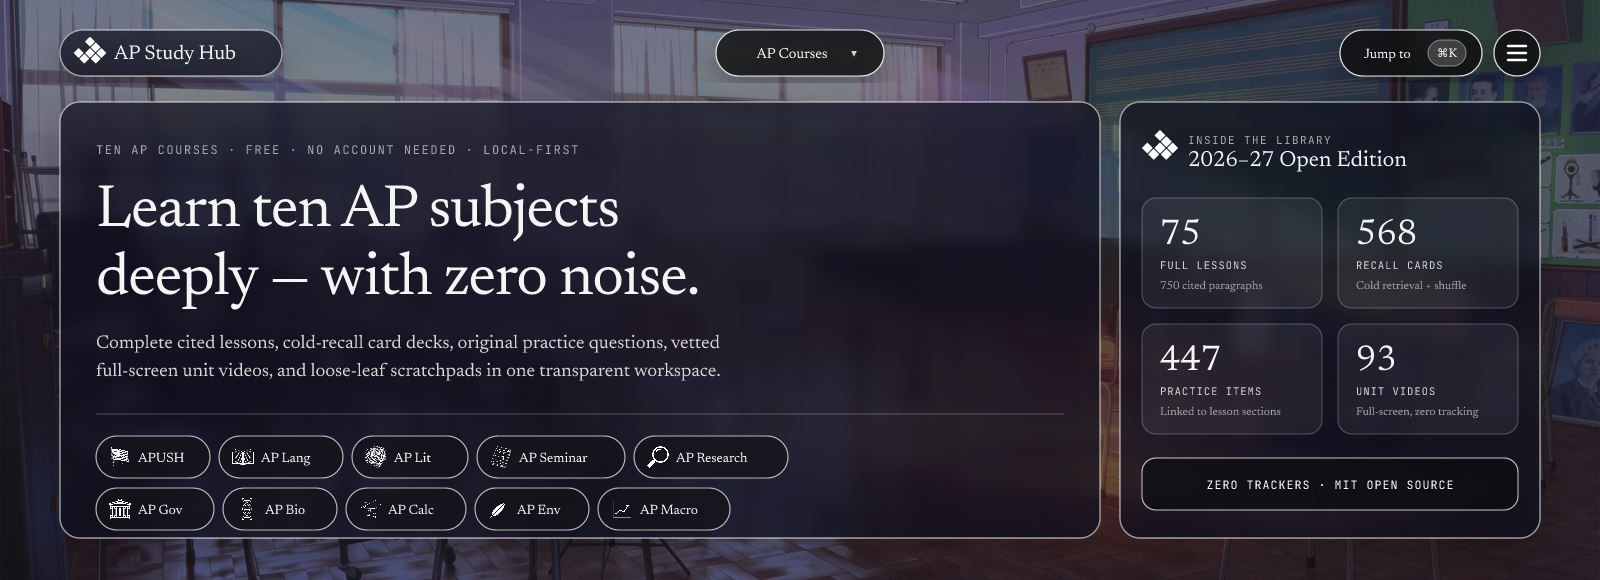 AP Study Hub
AP Courses ▾
Jump to ⌘K
TEN AP COURSES · FREE · NO ACCOUNT NEEDED · LOCAL-FIRST
Learn ten AP subjects
deeply — with zero noise.
Complete cited lessons, cold-recall card decks, original practice questions, vetted
full-screen unit videos, and loose-leaf scratchpads in one transparent workspace.
APUSH
AP Lang
AP Lit
AP Seminar
AP Research
AP Gov
AP Bio
AP Calc
AP Env
AP Macro
INSIDE THE LIBRARY
2026–27 Open Edition
75
FULL LESSONS
750 cited paragraphs
568
RECALL CARDS
Cold retrieval + shuffle
447
PRACTICE ITEMS
Linked to lesson sections
93
UNIT VIDEOS
Full-screen, zero tracking
ZERO TRACKERS · MIT OPEN SOURCE